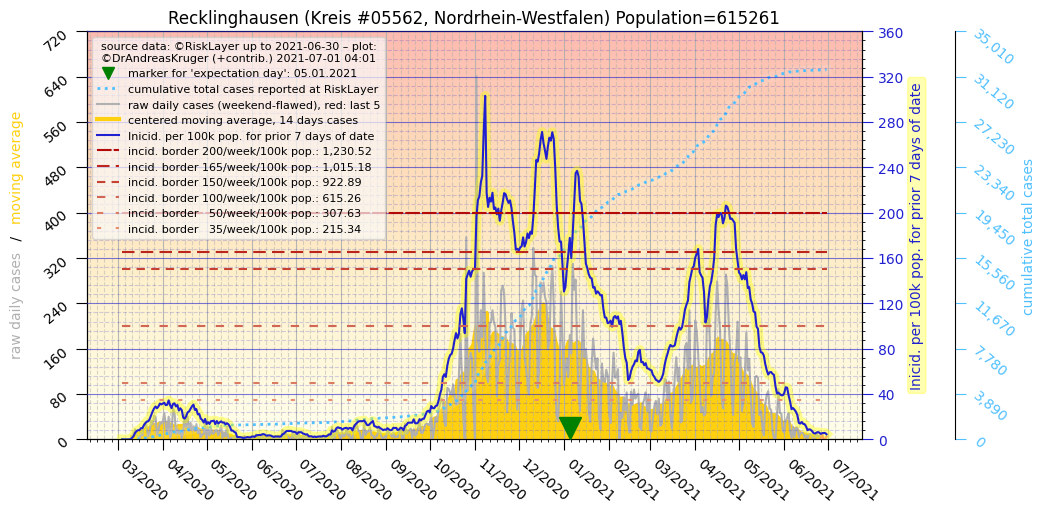 Recklinghausen (Kreis #05562, Nordrhein-Westfalen) Population=615261
source data: ©RiskLayer up to 2021-06-30 – plot:
©DrAndreasKruger (+contrib.) 2021-07-01 04:01
marker for 'expectation day': 05.01.2021
cumulative total cases reported at RiskLayer
raw daily cases (weekend-flawed), red: last 5
centered moving average, 14 days cases
Inicid. per 100k pop. for prior 7 days of date
incid. border 200/week/100k pop.: 1,230.52
incid. border 165/week/100k pop.: 1,015.18
incid. border 150/week/100k pop.: 922.89
incid. border 100/week/100k pop.: 615.26
incid. border   50/week/100k pop.: 307.63
incid. border   35/week/100k pop.: 215.34
raw daily cases   /   moving average
720
640
560
480
400
320
240
160
80
0
360
320
280
240
200
160
120
80
40
0
Inicid. per 100k pop. for prior 7 days of date
35,010
31,120
27,230
23,340
19,450
15,560
11,670
7,780
3,890
0
cumulative total cases
03/2020
04/2020
05/2020
06/2020
07/2020
08/2020
09/2020
10/2020
11/2020
12/2020
01/2021
02/2021
03/2021
04/2021
05/2021
06/2021
07/2021